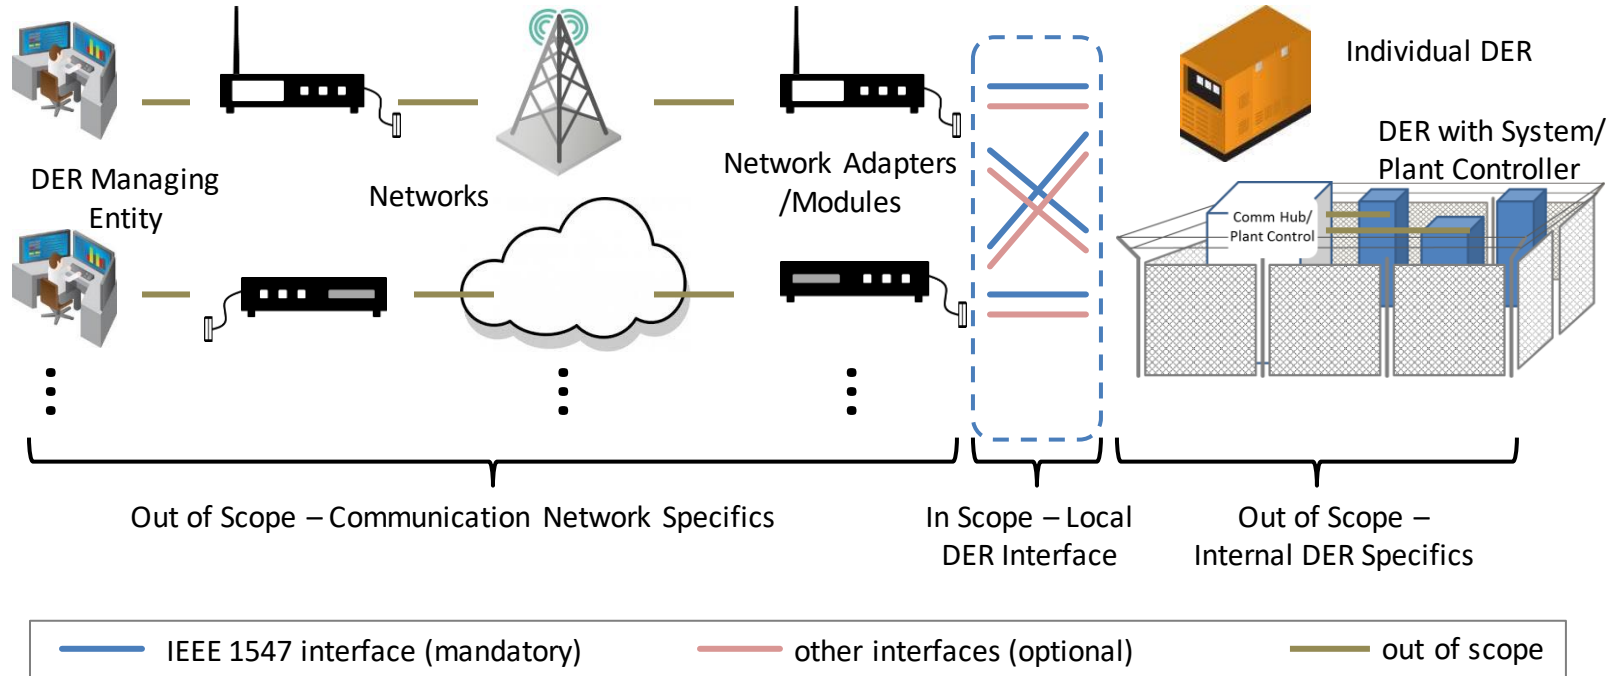 Individual DER
DER with System/
Plant Controller
DER Managing
Entity
Networks
Network Adapters
/Modules
Comm Hub/
Plant Control
Out of Scope – Communication Network Specifics
In Scope – Local
DER Interface
Out of Scope –
Internal DER Specifics
IEEE 1547 interface (mandatory)
other interfaces (optional)
out of scope